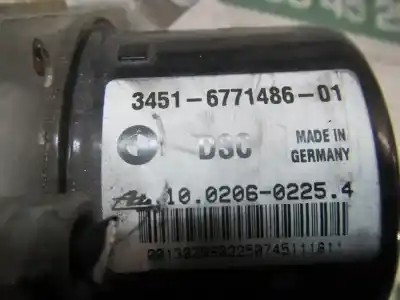 3451-6771486-01
DSC
MADE IN
GERMANY
10.0206-0225.4